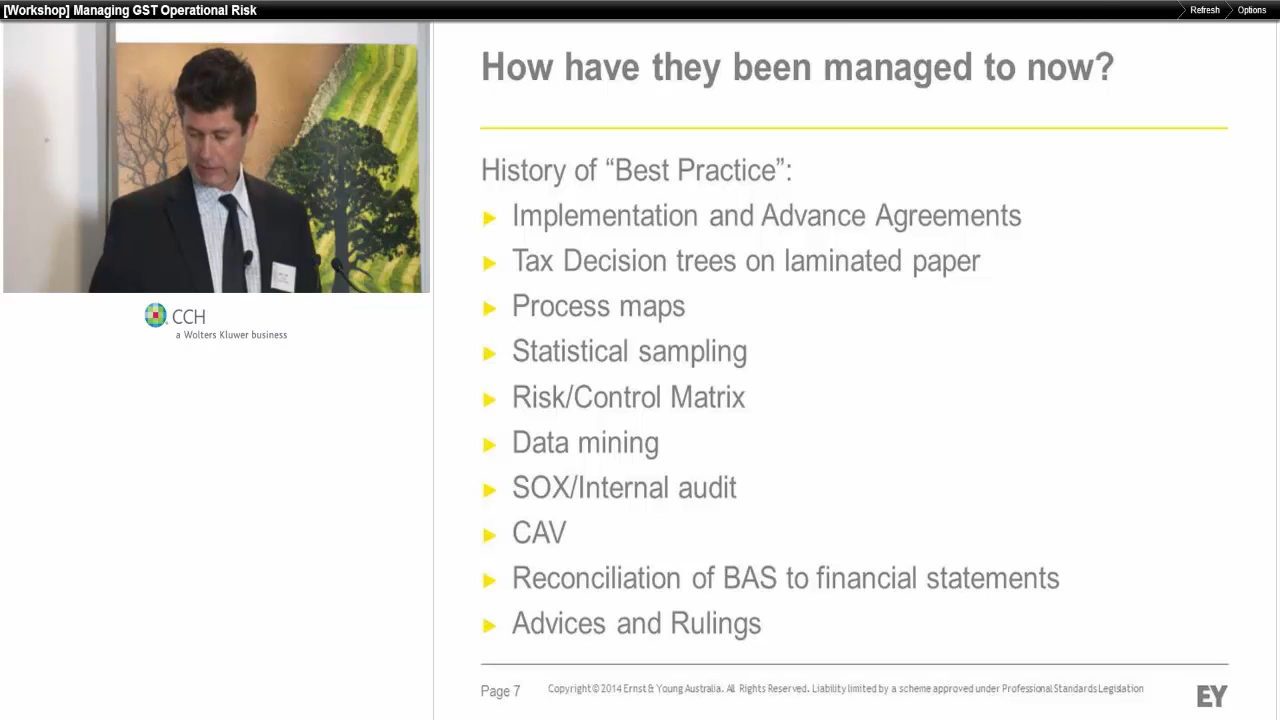 [Workshop] Managing GST Operational Risk
Refresh
Options
How have they been managed to now?
History of “Best Practice”:
Implementation and Advance Agreements
Tax Decision trees on laminated paper
Process maps
Statistical sampling
Risk/Control Matrix
Data mining
SOX/Internal audit
CAV
Reconciliation of BAS to financial statements
Advices and Rulings
CCH
a Wolters Kluwer business
Page 7
Copyright © 2014 Ernst & Young Australia. All Rights Reserved. Liability limited by a scheme approved under Professional Standards Legislation
EY